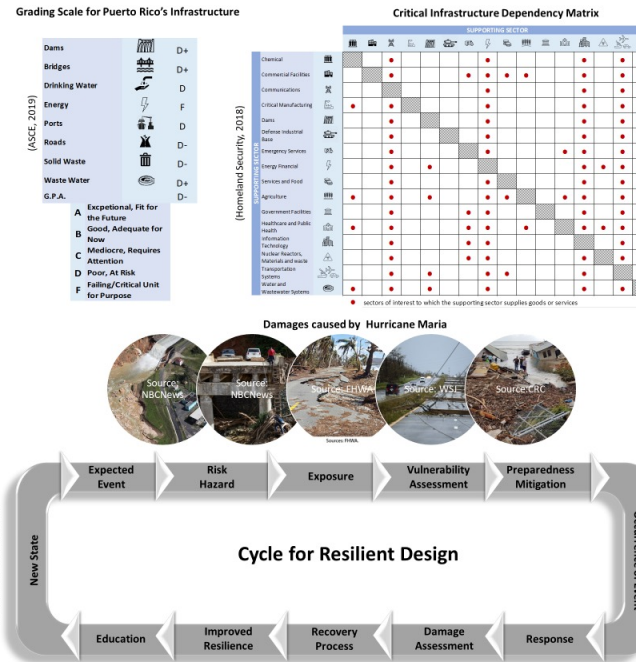 Grading Scale for Puerto Rico's Infrastructure
(ASCE, 2019)
Dams D+
Bridges D+
Drinking Water D
Energy F
Ports D
Roads D-
Solid Waste D-
Waste Water D+
G.P.A. D-
A Excpetional, Fit for
the Future
B Good, Adequate for
Now
C Mediocre, Requires
Attention
D Poor, At Risk
F Failing/Critical Unit
for Purpose
Critical Infrastructure Dependency Matrix
(Homeland Security, 2018)
SUPPORTING SECTOR
SUPPORTING SECTOR
Chemical
Commercial Facilities
Communications
Critical Manufacturing
Dams
Defense Industrial
Base
Emergency Services
Energy Financial
Services and Food
Agriculture
Government Facilities
Healthcare and Public
Health
Information
Technology
Nuclear Reactors,
Materials and waste
Transportation
Systems
Water and
Wastewater Systems
sectors of interest to which the supporting sector supplies goods or services
Damages caused by Hurricane Maria
Source:
NBCNews
Source:
NBCNews
Source: FHWA
Source: WSJ
Source:CRC
Sources:FHWA.
Expected
Event
Risk
Hazard
Exposure
Vulnerability
Assessment
Preparedness
Mitigation
New State
Cycle for Resilient Design
Education
Improved
Resilience
Recovery
Process
Damage
Assessment
Response